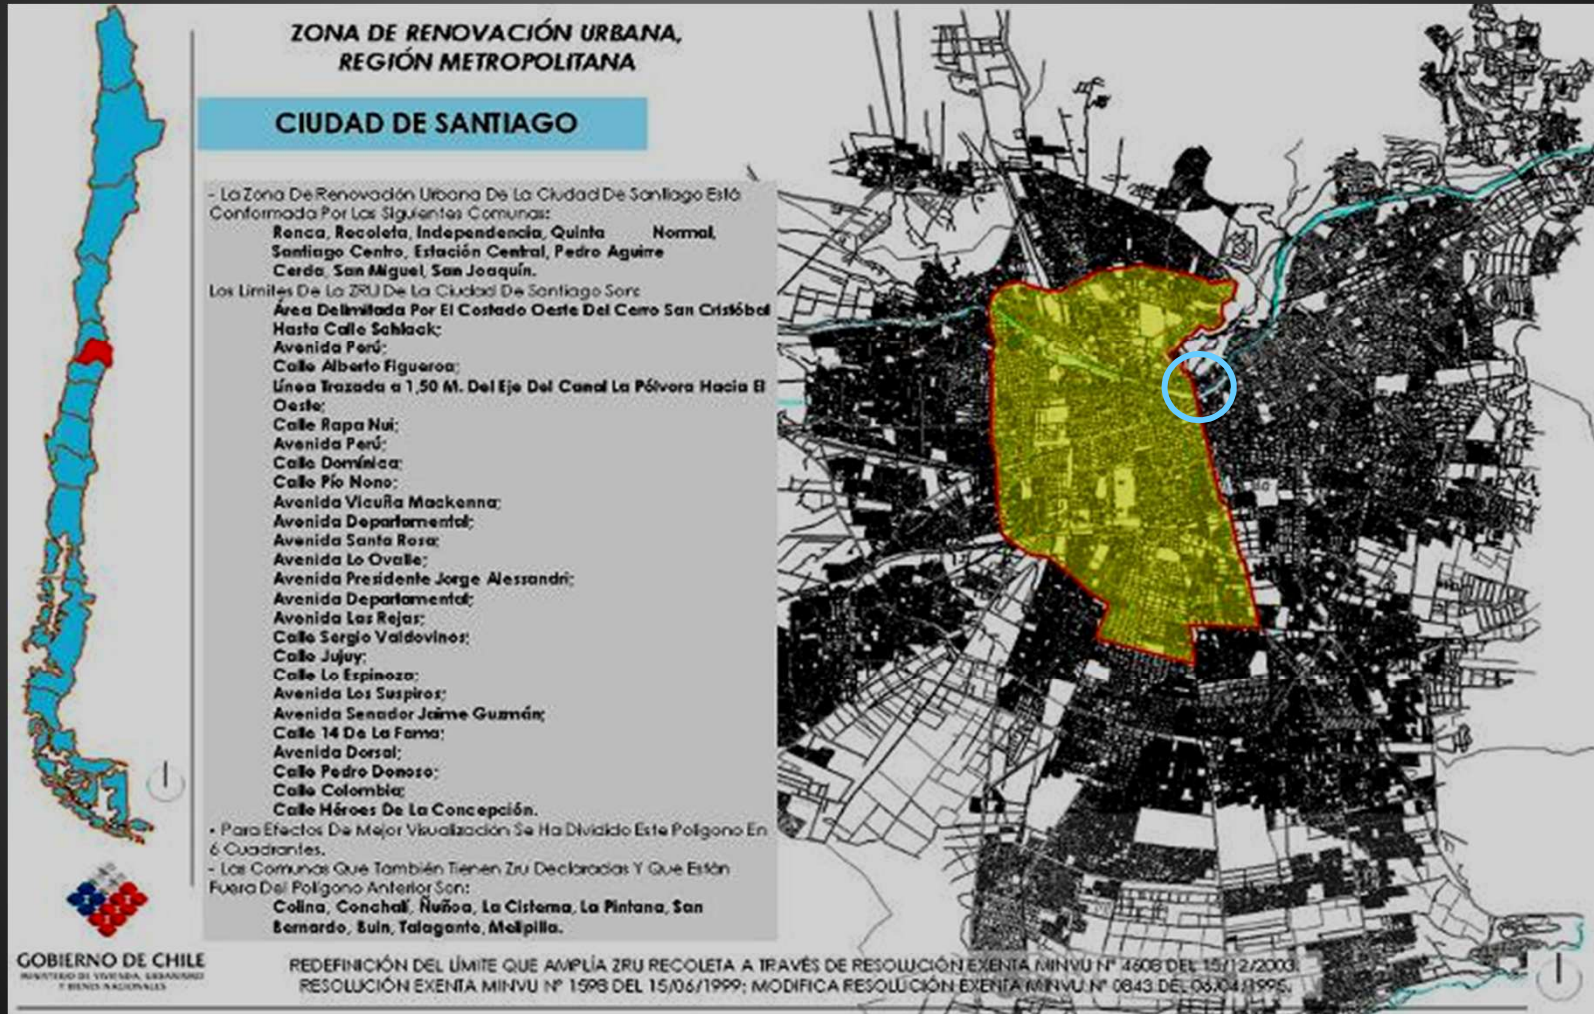 ZONA DE RENOVACIÓN URBANA,
REGIÓN METROPOLITANA
CIUDAD DE SANTIAGO
- La Zona De Renovación Urbana De La Ciudad De Santiago Está
Conformada Por Las Siguientes Comunas:
Renca, Recoleta, Independencia, Quinta Normal,
Santiago Centro, Estación Central, Pedro Aguirre
Cerda, San Miguel, San Joaquín.
Los Limites De La ZRU De La Ciudad De Santiago Son:
Área Delimitada Por El Costado Oeste Del Cerro San Cristóbal
Hasta Calle Schlack;
Avenida Perú;
Calle Alberto Figueroa;
Línea Trazada a 1,50 M. Del Eje Del Canal La Pólvora Hacia El
Oeste;
Calle Rapa Nui;
Avenida Perú;
Calle Domínica;
Calle Pío Nono;
Avenida Vicuña Mackenna;
Avenida Departamental;
Avenida Santa Rosa;
Avenida Lo Ovalle;
Avenida Presidente Jorge Alessandri;
Avenida Departamental;
Avenida Las Rejas;
Calle Sergio Valdovinos;
Calle Jujuy;
Calle Lo Espinoza;
Avenida Los Suspiros;
Avenida Senador Jaime Guzmán;
Calle 14 De La Fama;
Avenida Dorsal;
Calle Pedro Donoso;
Calle Colombia;
Calle Héroes De La Concepción.
• Para Efectos De Mejor Visualización Se Ha Dividido Este Polígono En
6 Cuadrantes.
- Las Comunas Que También Tienen Zru Declaradas Y Que Están
Fuera Del Polígono Anterior Son:
Colina, Conchalí, Ñuñoa, La Cisterna, La Pintana, San
Bernardo, Buin, Talagante, Melipilla.
GOBIERNO DE CHILE
MINISTERIO DE VIVIENDA, URBANISMO
Y BIENES NACIONALES
REDEFINICIÓN DEL LÍMITE QUE AMPLÍA ZRU RECOLETA A TRAVÉS DE RESOLUCIÓN EXENTA MINVU Nº 4608 DEL 15/12/2003.
RESOLUCIÓN EXENTA MINVU Nº 1598 DEL 15/06/1999; MODIFICA RESOLUCIÓN EXENTA MINVU Nº 0843 DEL 06/04/1995.